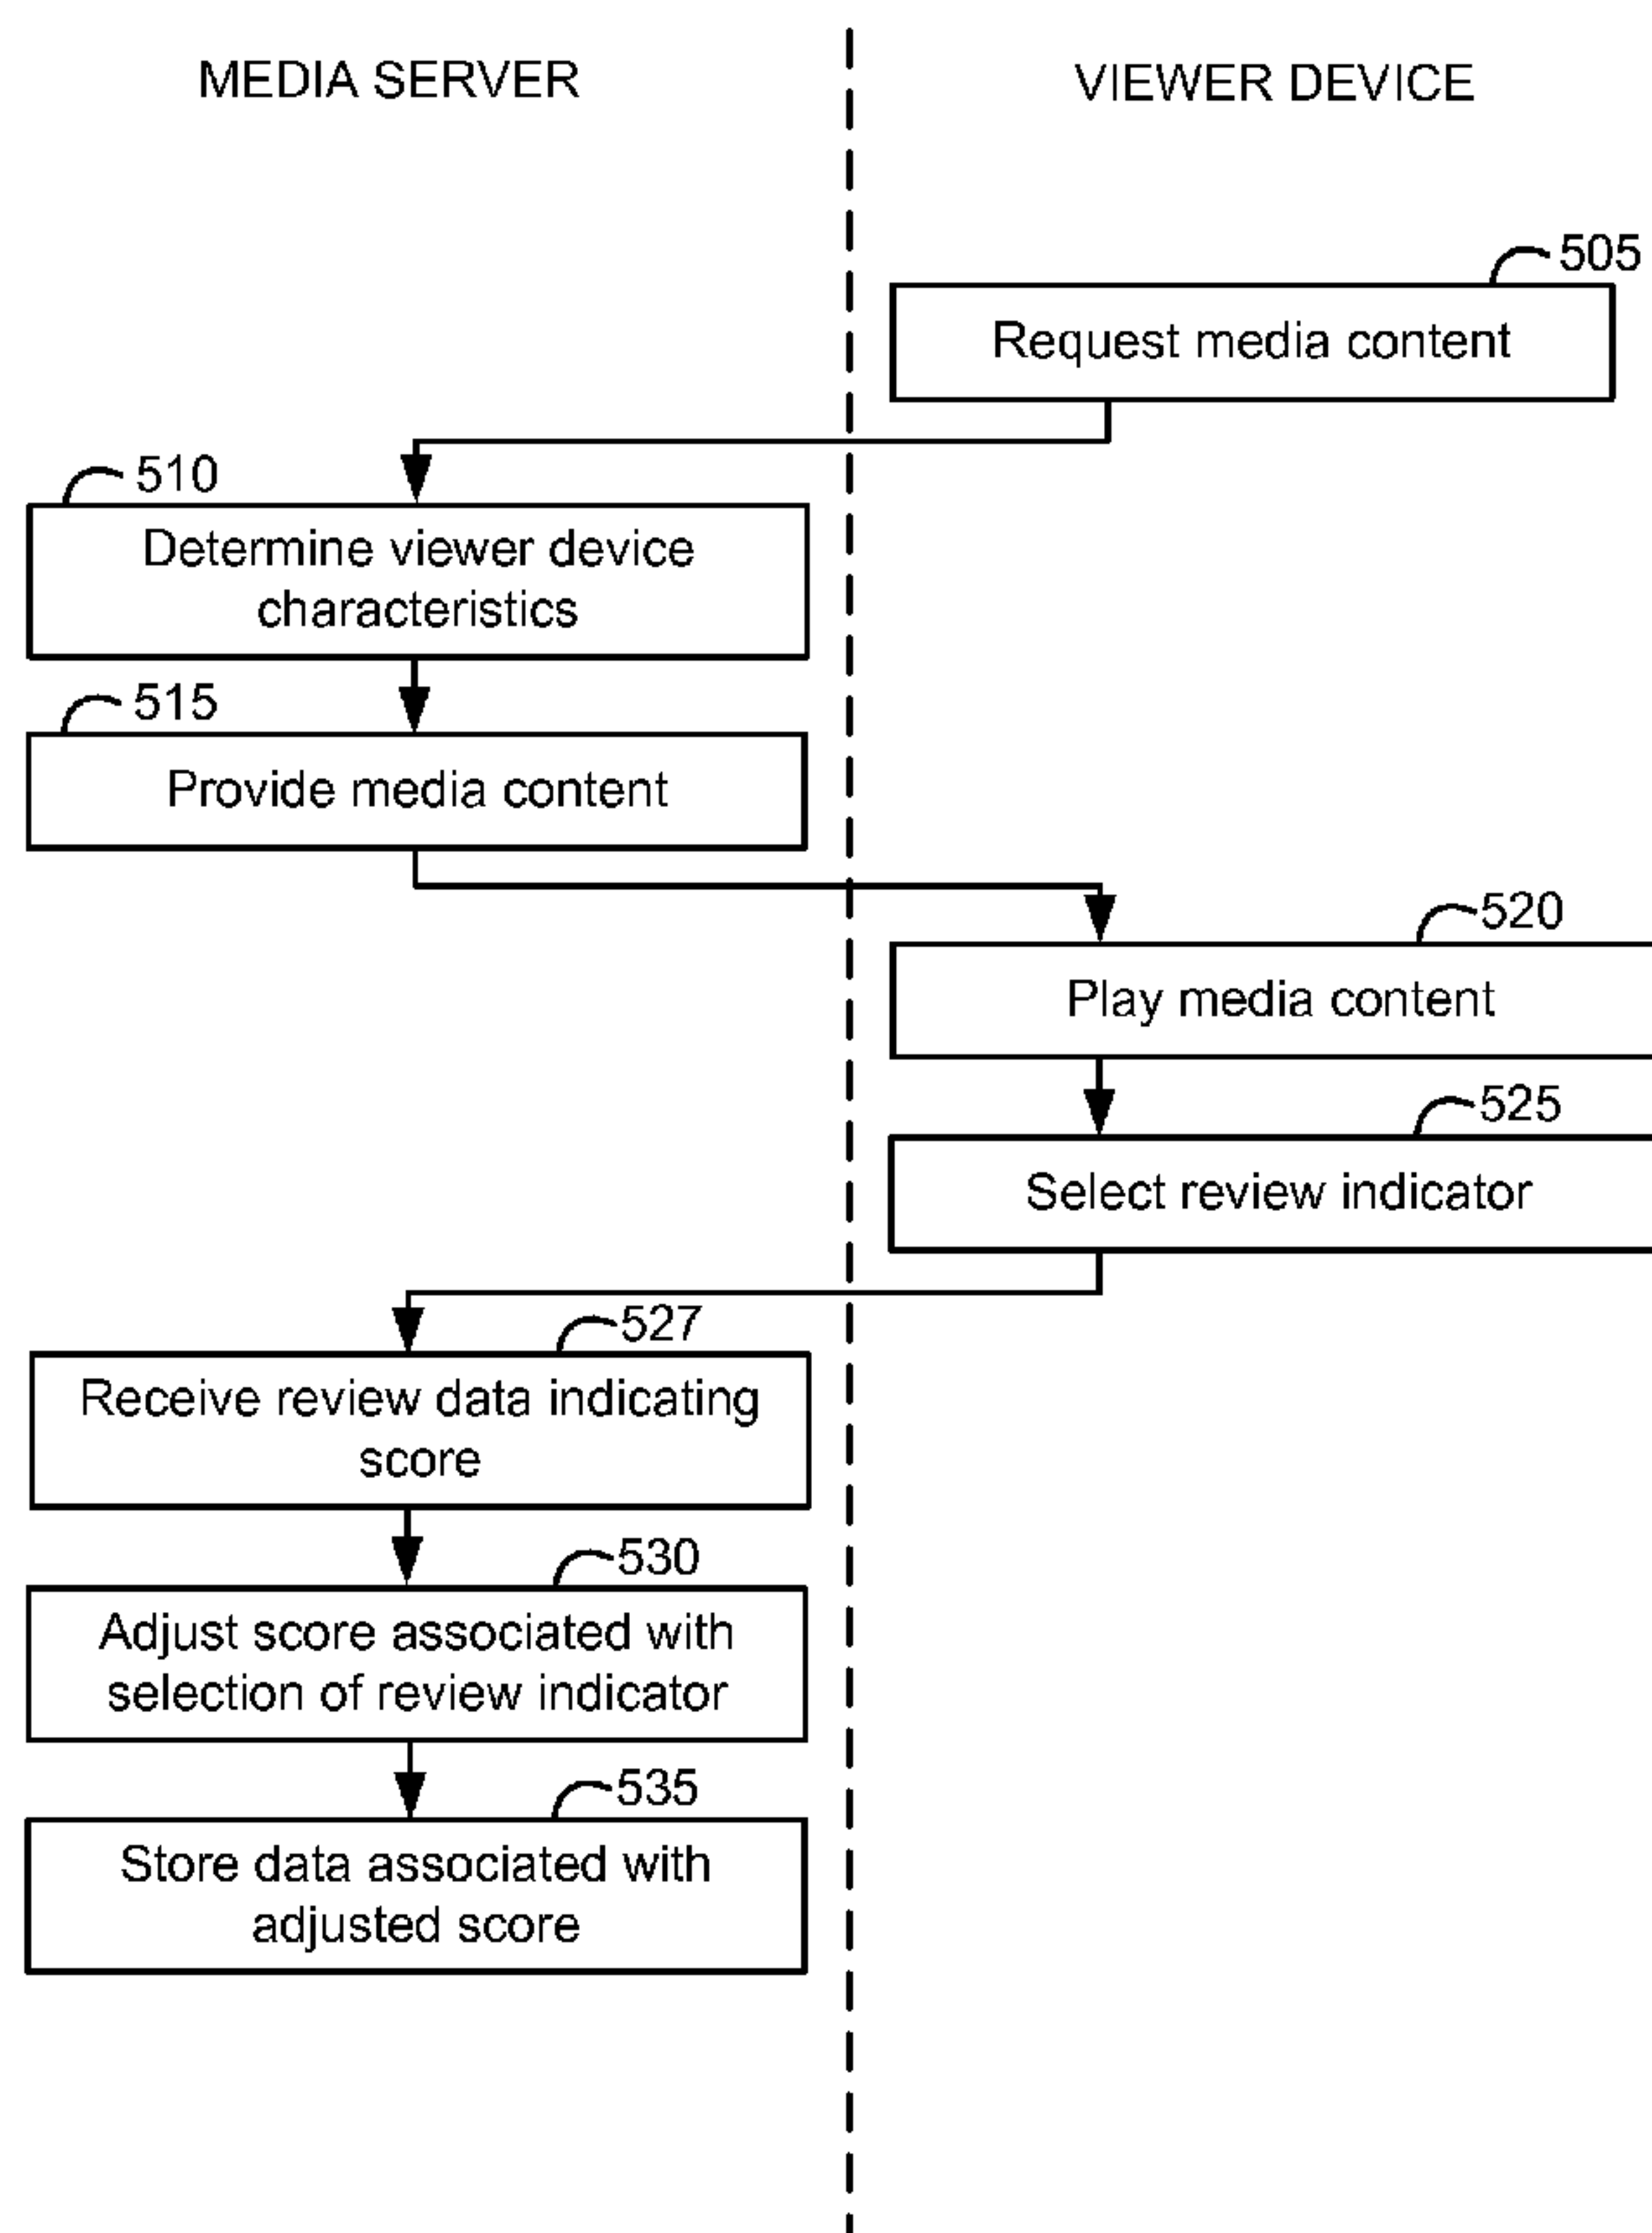 MEDIA SERVER
VIEWER DEVICE
505
Request media content
510
Determine viewer device
characteristics
515
Provide media content
520
Play media content
525
Select review indicator
527
Receive review data indicating
score
530
Adjust score associated with
selection of review indicator
535
Store data associated with
adjusted score